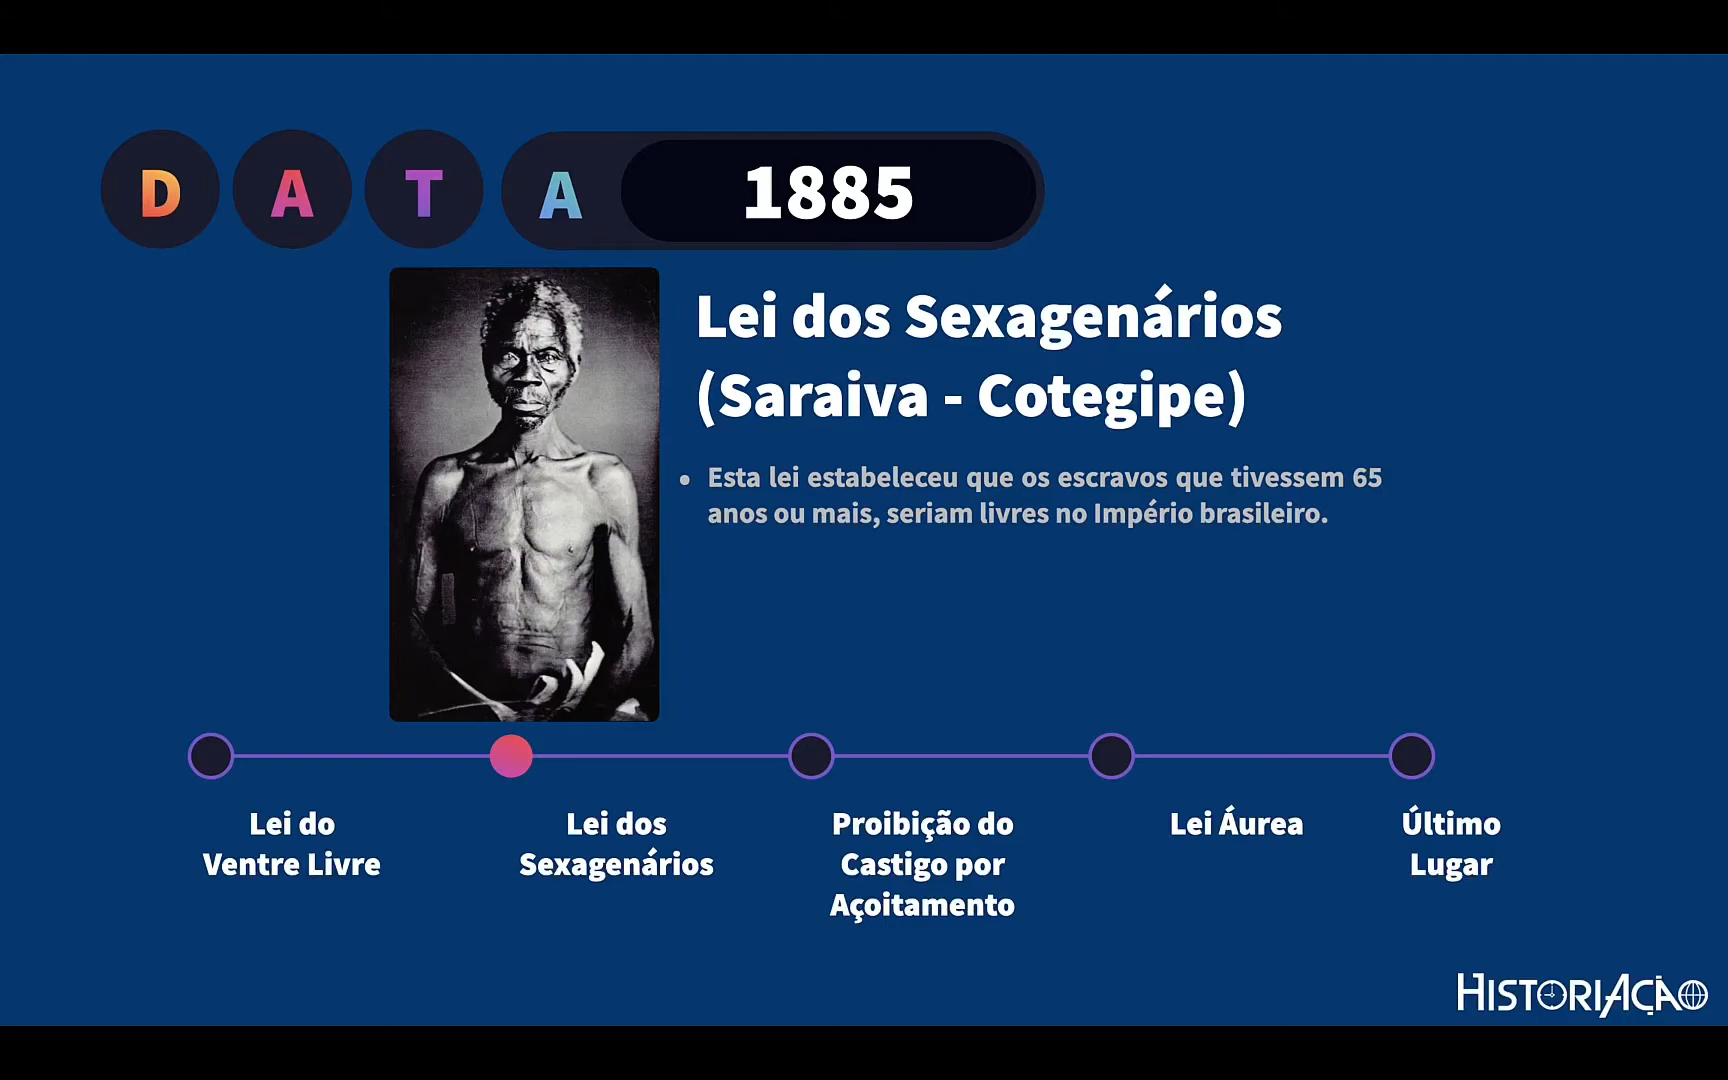 DATA 1885
Lei dos Sexagenários
(Saraiva - Cotegipe)
• Esta lei estabeleceu que os escravos que tivessem 65
anos ou mais, seriam livres no Império brasileiro.
Lei do
Ventre Livre
Lei dos
Sexagenários
Proibição do
Castigo por
Açoitamento
Lei Áurea
Último
Lugar
HISTORIAÇÃO